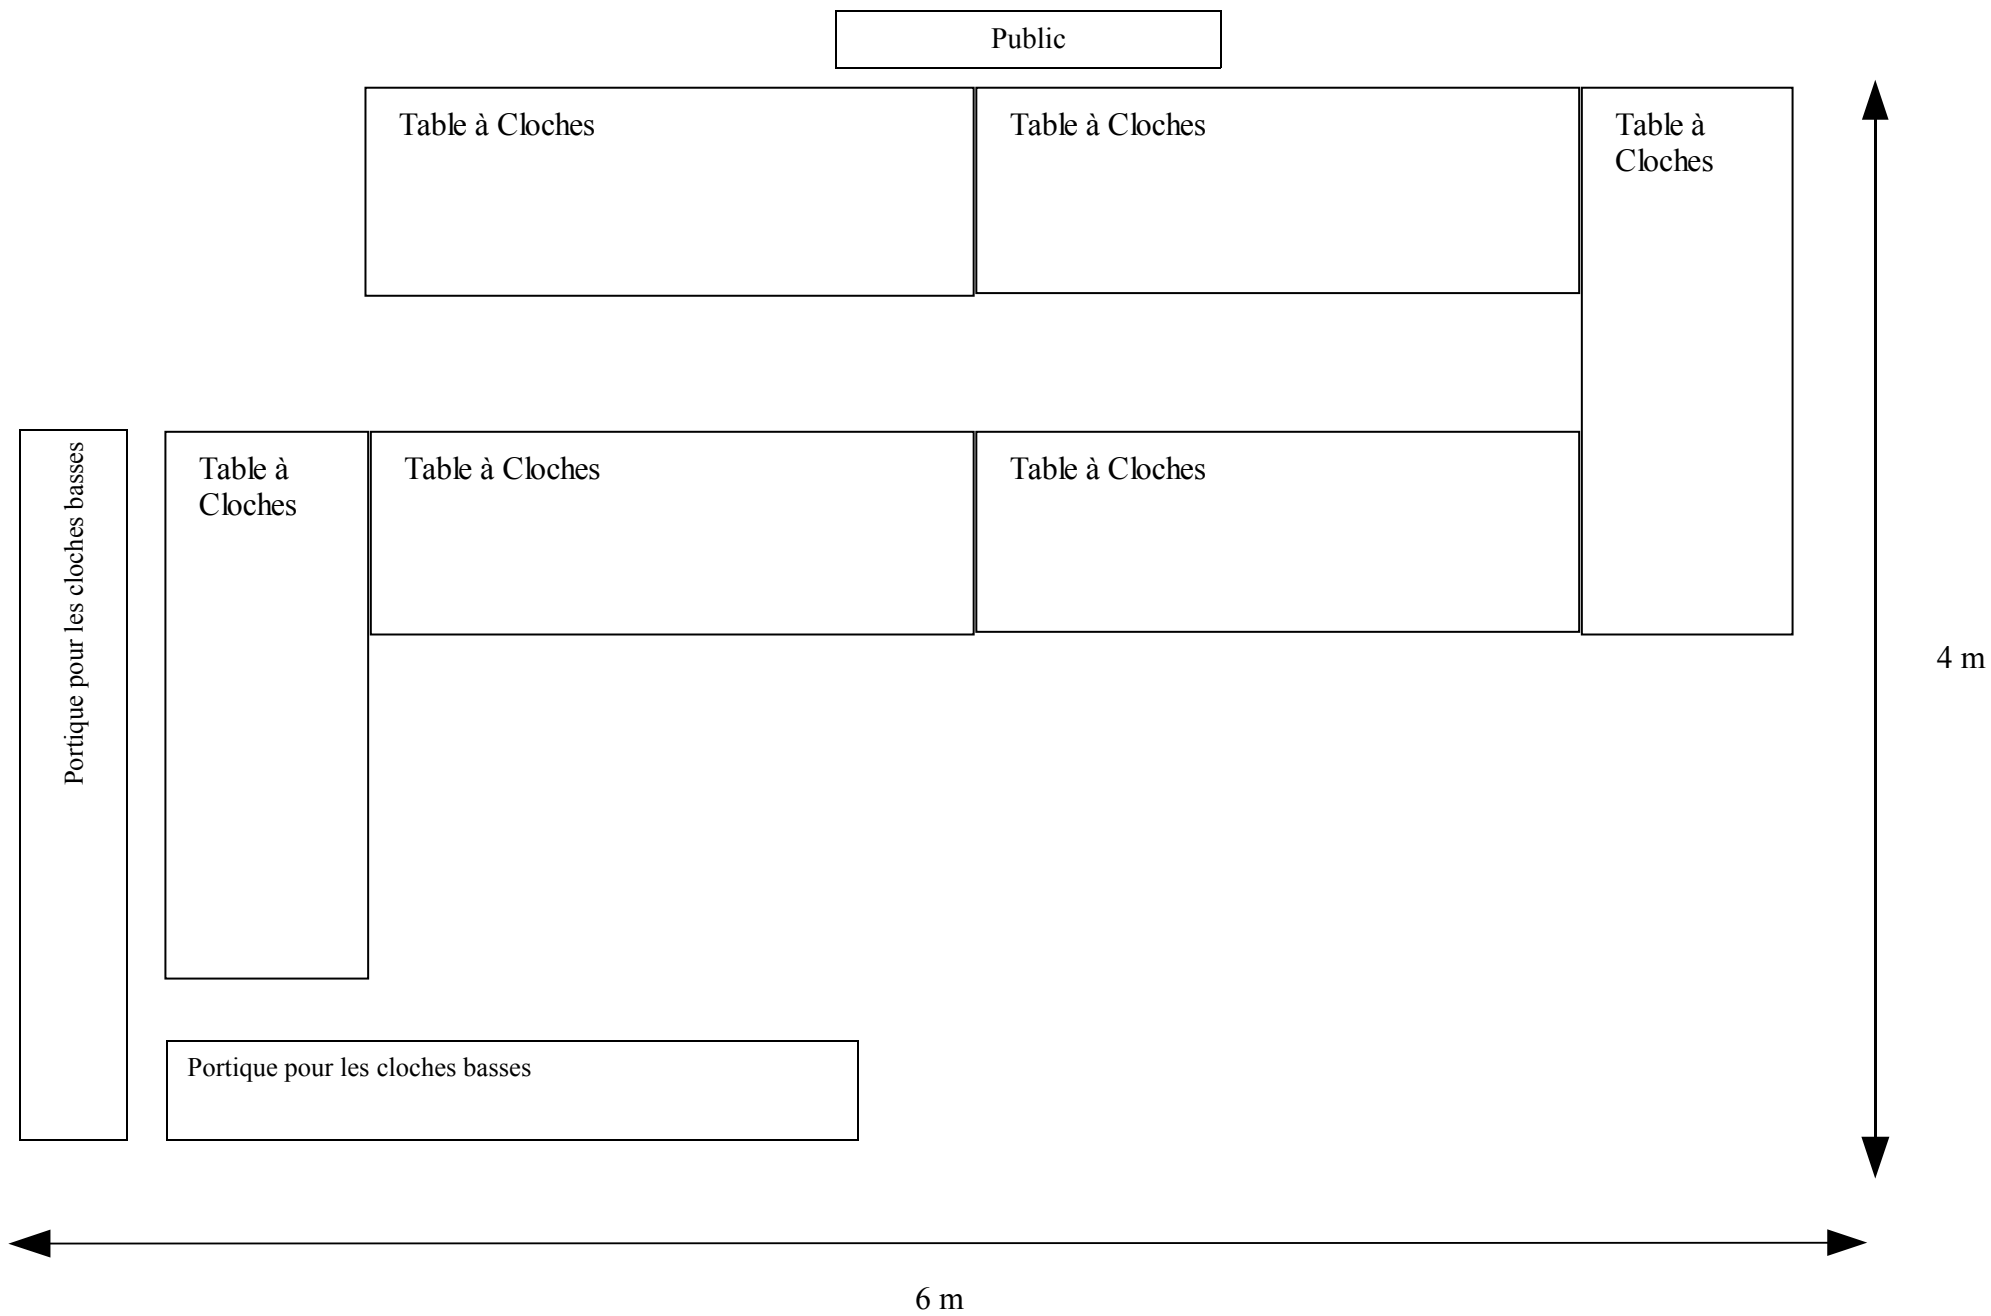 Public
Table à Cloches
Table à Cloches
Table à
Cloches
Portique pour les cloches basses
Table à
Cloches
Table à Cloches
Table à Cloches
4 m
Portique pour les cloches basses
6 m